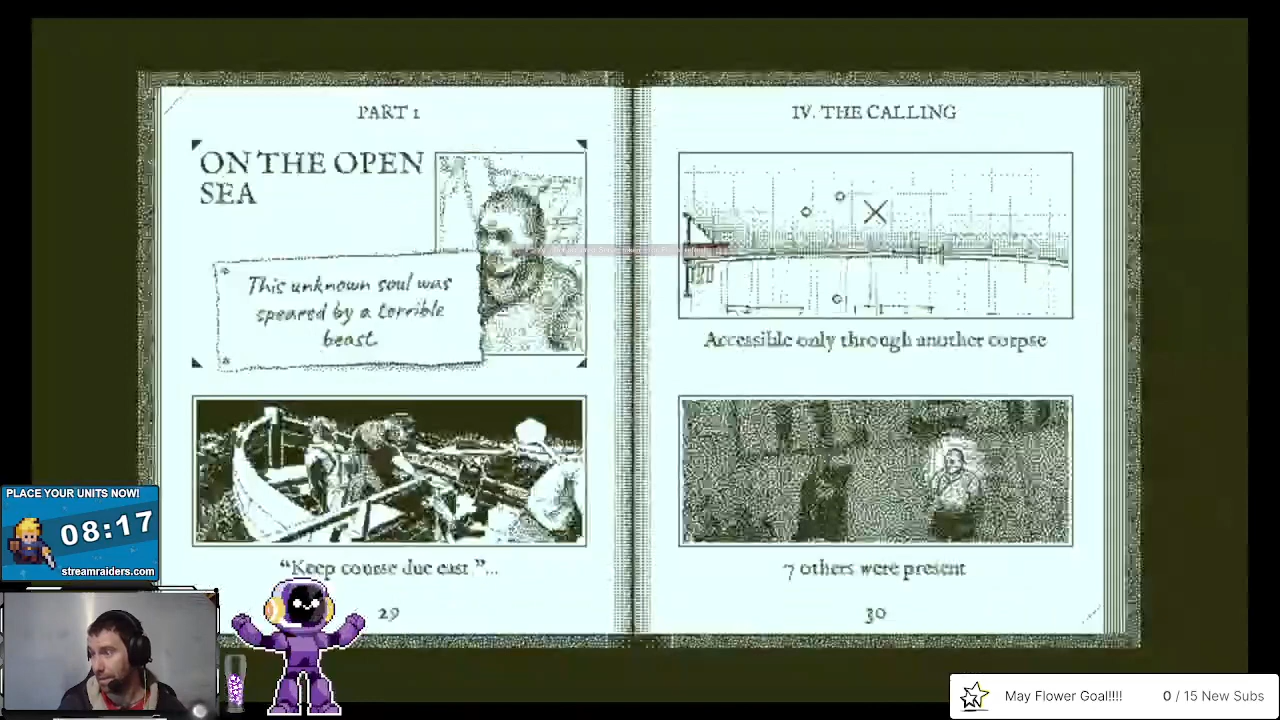 PART 1
ON THE OPEN
SEA
This unknown soul was
speared by a terrible
beast.
"Keep course due east "...
29
IV. THE CALLING
Accessible only through another corpse
7 others were present
30
PLACE YOUR UNITS NOW!
08:17
streamraiders.com
May Flower Goal!!!! 0 / 15 New Subs